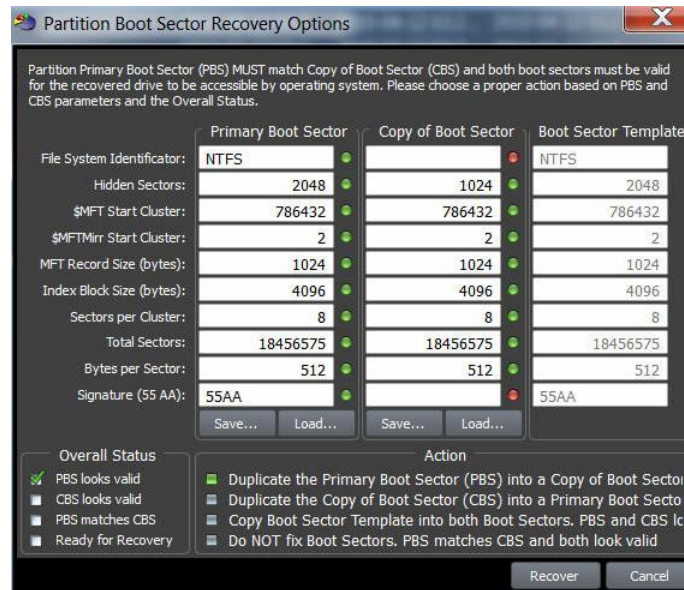 Partition Boot Sector Recovery Options
X
Partition Primary Boot Sector (PBS) MUST match Copy of Boot Sector (CBS) and both boot sectors must be valid
for the recovered drive to be accessible by operating system. Please choose a proper action based on PBS and
CBS parameters and the Overall Status.
Primary Boot Sector Copy of Boot Sector Boot Sector Template
File System Identificator: NTFS NTFS
Hidden Sectors: 2048 1024 2048
$MFT Start Cluster: 786432 786432 786432
$MFTMirr Start Cluster: 2 2 2
MFT Record Size (bytes): 1024 1024 1024
Index Block Size (bytes): 4096 4096 4096
Sectors per Cluster: 8 8 8
Total Sectors: 18456575 18456575 18456575
Bytes per Sector: 512 512 512
Signature (55 AA): 55AA 55AA
Save... Load... Save... Load...
Overall Status
PBS looks valid
CBS looks valid
PBS matches CBS
Ready for Recovery
Action
Duplicate the Primary Boot Sector (PBS) into a Copy of Boot
Duplicate the Copy of Boot Sector (CBS) into a Primary Boot
Copy Boot Sector Template into both Boot Sectors. PBS and CBS
Do NOT fix Boot Sectors. PBS matches CBS and both look valid
Recover Cancel